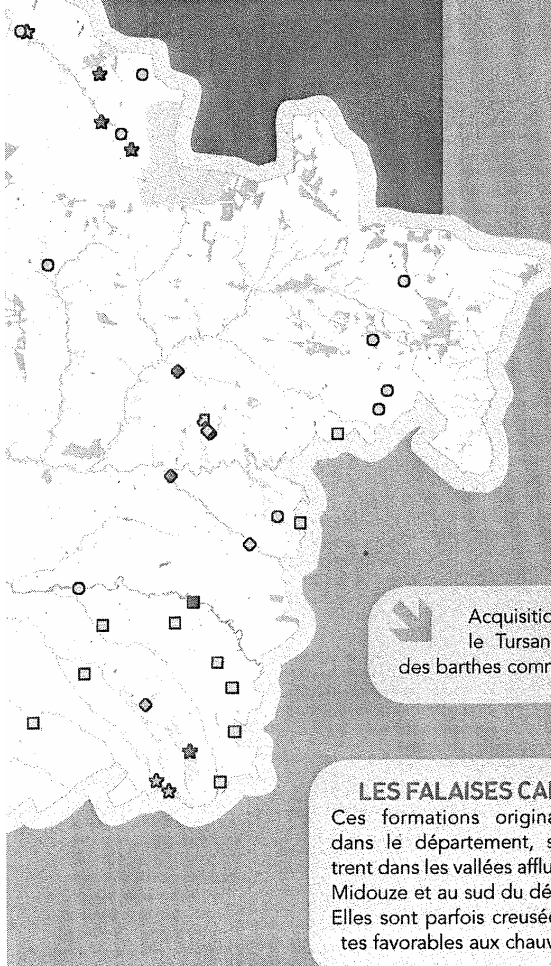 Acquisitio
le Tursan
des barthes comm
LES FALAISES CAL
Ces formations origina
dans le département, s
trent dans les vallées afflu
Midouze et au sud du dé
Elles sont parfois creusée
tes favorables aux chauv